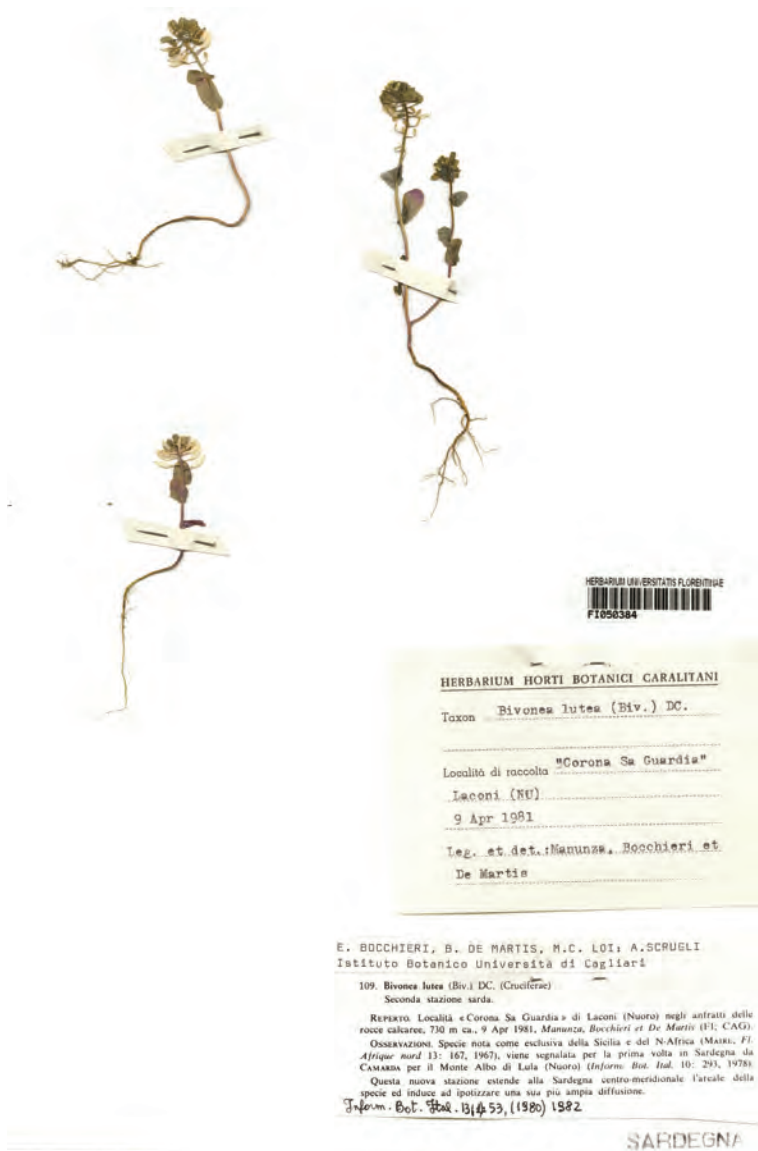 HERBARIUM UNIVERSITATIS FLORENTINAE
FI050384
HERBARIUM HORTI BOTANICI CARALITANI
Taxon Bivonea lutea (Biv.) DC.
Località di raccolta "Corona Sa Guardia"
Laconi (NU)
9 Apr 1981
Leg. et det.:Manunza, Bocchieri et
De Martis
E. BOCCHIERI, B. DE MARTIS, M.C. LOI; A.SCRUGLI
Istituto Botanico Università di Cagliari
109. Bivonea lutea (Biv.) DC. (Cruciferae)
Seconda stazione sarda.
REPERTO. Località «Corona Sa Guardia» di Laconi (Nuoro) negli anfratti delle
rocce calcaree, 730 m ca., 9 Apr 1981, Manunza, Bocchieri et De Martis (FI; CAG).
OSSERVAZIONI. Specie nota come esclusiva della Sicilia e del N-Africa (MAIRE, Fl.
Afrique nord 13: 167, 1967), viene segnalata per la prima volta in Sardegna da
CAMARDA per il Monte Albo di Lula (Nuoro) (Inform. Bot. Ital. 10: 293, 1978).
Questa nuova stazione estende alla Sardegna centro-meridionale l'areale della
specie ed induce ad ipotizzare una sua più ampia diffusione.
Inform. Bot. Ital. 53, (1980) 1982
SARDEGNA